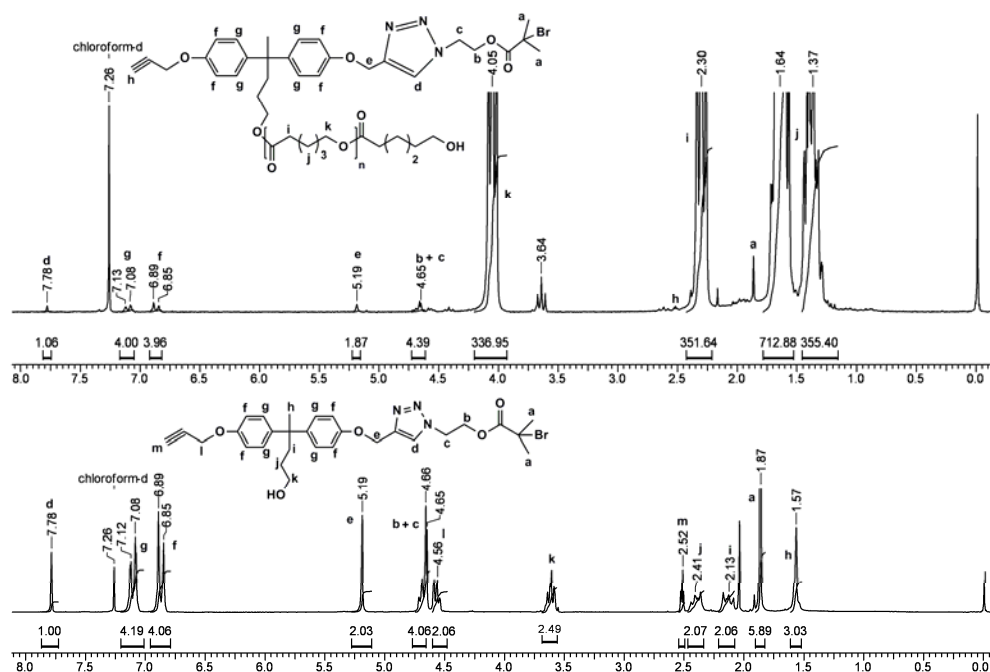 a
N
N
c
O
f
g
g
f
N
O
Br
chloroform-d
O
O
e
b
a
h
f
g
g
f
d
7.26
4.05
2.30
1.64
1.37
O
i
k
O
O
j
3
O
n
2
OH
O
i
j
k
d
7.78
g
7.13
7.08
f
6.89
6.85
e
5.19
b + c
4.65
3.64
h
a
1.06
4.00
3.96
1.87
4.39
336.95
351.64
712.88
355.40
8.0 7.5 7.0 6.5 6.0 5.5 5.0 4.5 4.0 3.5 3.0 2.5 2.0 1.5 1.0 0.5 0.0
N
N
b
O
a
f
g
h
g
f
N
O
Br
m
O
O
e
c
a
l
f
g
i
g
f
d
j
k
HO
chloroform-d
d
7.78
7.26
7.12
7.08
g
6.89
6.85
f
e
5.19
b + c
4.66
4.65
4.56
l
k
m
2.52
2.41
j
2.13
i
a
1.87
h
1.57
1.00
4.19
4.06
2.03
4.06
2.06
2.49
2.07
2.06
5.89
3.03
8.0 7.5 7.0 6.5 6.0 5.5 5.0 4.5 4.0 3.5 3.0 2.5 2.0 1.5 1.0 0.5